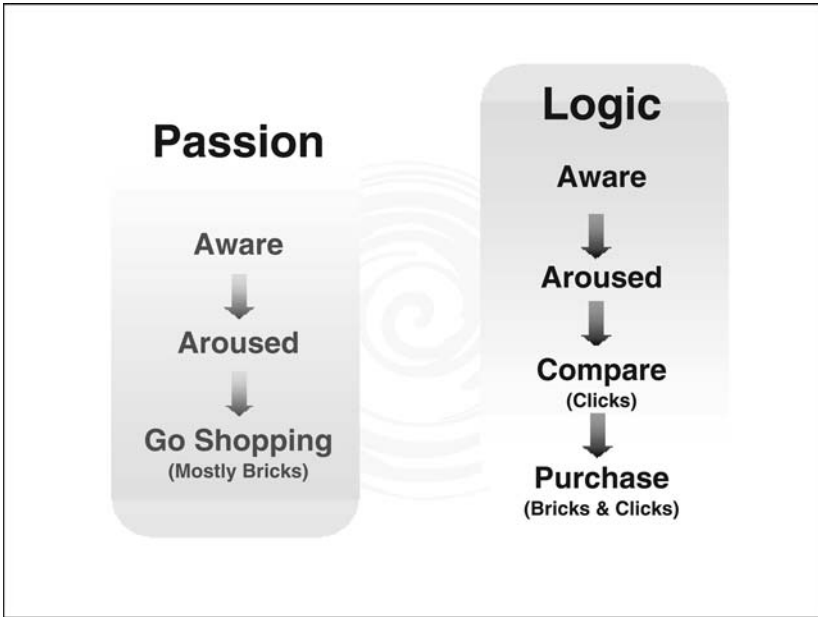 Passion
Aware
Aroused
Go Shopping
(Mostly Bricks)
Logic
Aware
Aroused
Compare
(Clicks)
Purchase
(Bricks & Clicks)